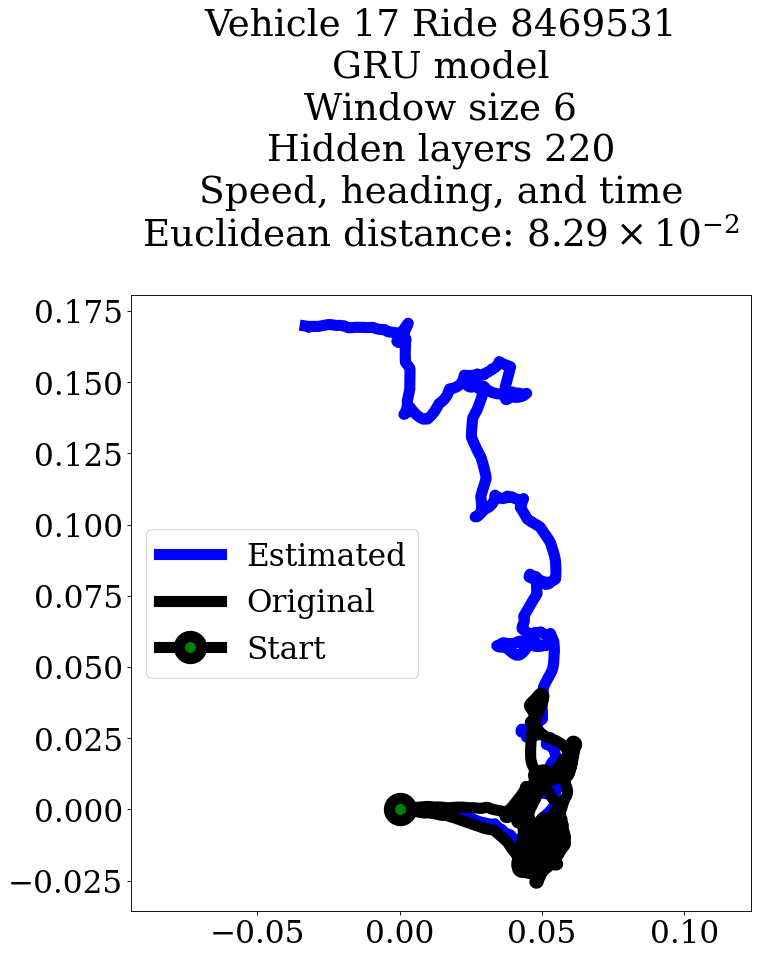 Vehicle 17 Ride 8469531
GRU model
Window size 6
Hidden layers 220
Speed, heading, and time
Euclidean distance: 8.29 × 10⁻²
0.175
0.150
0.125
0.100
0.075
0.050
0.025
0.000
−0.025
Estimated
Original
Start
−0.05 0.00 0.05 0.10